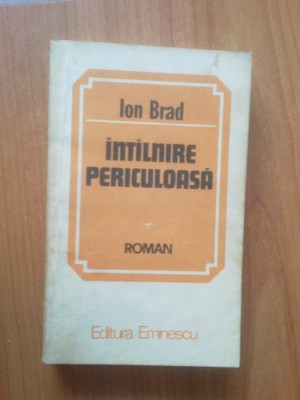 Ion Brad
ÎNTÎLNIRE
PERICULOASĂ
ROMAN
Editura Eminescu